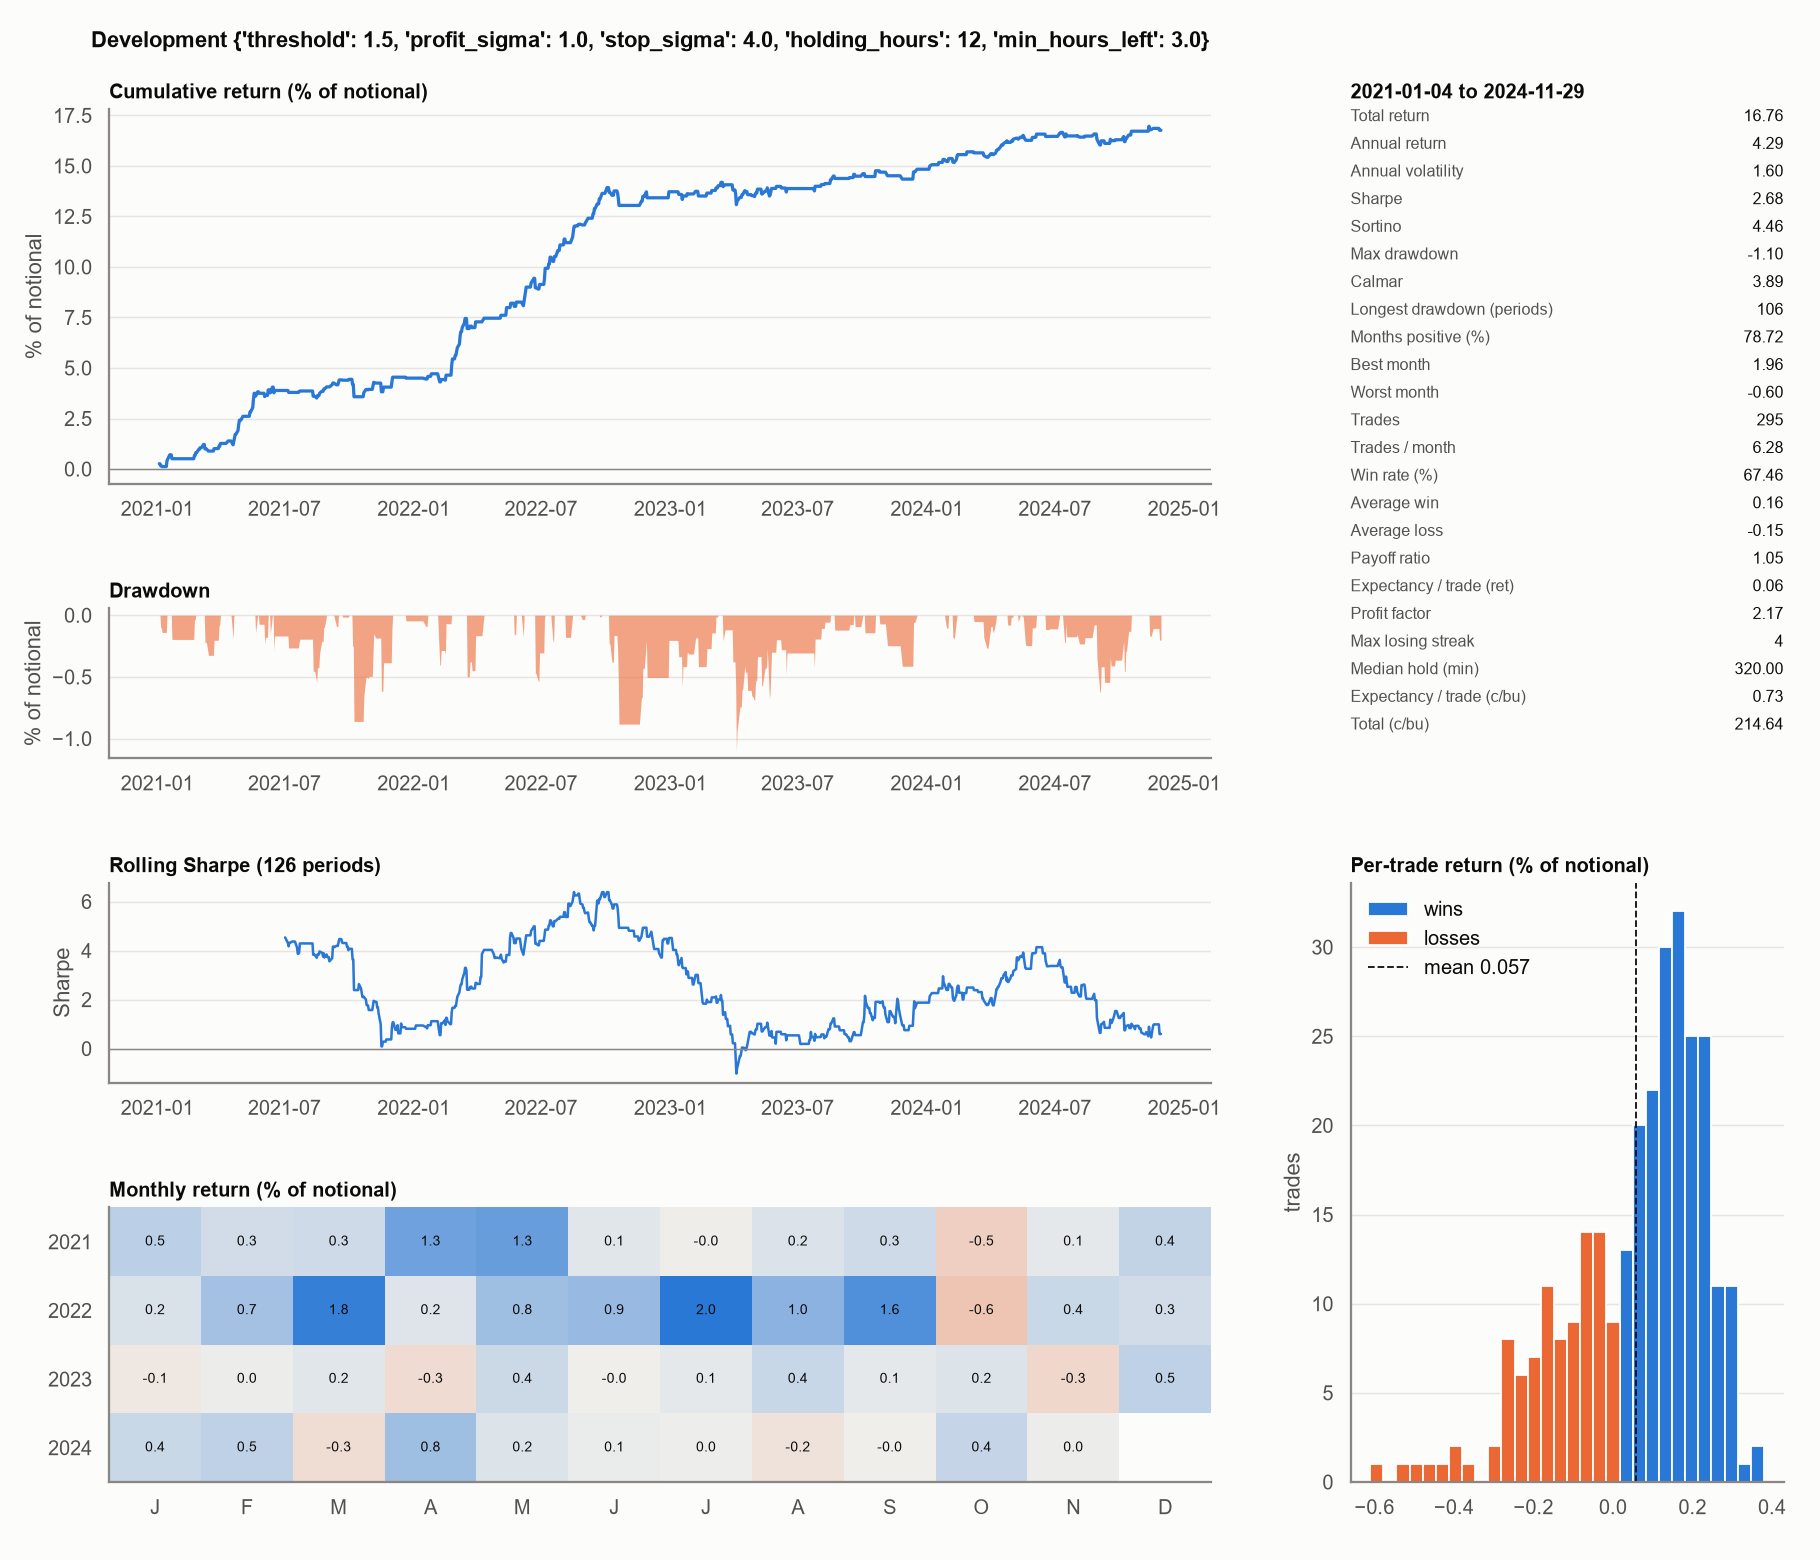 Development {'threshold': 1.5, 'profit_sigma': 1.0, 'stop_sigma': 4.0, 'holding_hours': 12, 'min_hours_left': 3.0}
Cumulative return (% of notional)
% of notional
17.5
15.0
12.5
10.0
7.5
5.0
2.5
0.0
2021-01 2021-07 2022-01 2022-07 2023-01 2023-07 2024-01 2024-07 2025-01
Drawdown
% of notional
0.0
−0.5
−1.0
2021-01 2021-07 2022-01 2022-07 2023-01 2023-07 2024-01 2024-07 2025-01
Rolling Sharpe (126 periods)
Sharpe
6
4
2
0
2021-01 2021-07 2022-01 2022-07 2023-01 2023-07 2024-01 2024-07 2025-01
Monthly return (% of notional)
2021 0.5 0.3 0.3 1.3 1.3 0.1 -0.0 0.2 0.3 -0.5 0.1 0.4
2022 0.2 0.7 1.8 0.2 0.8 0.9 2.0 1.0 1.6 -0.6 0.4 0.3
2023 -0.1 0.0 0.2 -0.3 0.4 -0.0 0.1 0.4 0.1 0.2 -0.3 0.5
2024 0.4 0.5 -0.3 0.8 0.2 0.1 0.0 -0.2 -0.0 0.4 0.0
J F M A M J J A S O N D
2021-01-04 to 2024-11-29
Total return 16.76
Annual return 4.29
Annual volatility 1.60
Sharpe 2.68
Sortino 4.46
Max drawdown -1.10
Calmar 3.89
Longest drawdown (periods) 106
Months positive (%) 78.72
Best month 1.96
Worst month -0.60
Trades 295
Trades / month 6.28
Win rate (%) 67.46
Average win 0.16
Average loss -0.15
Payoff ratio 1.05
Expectancy / trade (ret) 0.06
Profit factor 2.17
Max losing streak 4
Median hold (min) 320.00
Expectancy / trade (c/bu) 0.73
Total (c/bu) 214.64
Per-trade return (% of notional)
wins
losses
mean 0.057
trades
30
25
20
15
10
5
0
−0.6 −0.4 −0.2 0.0 0.2 0.4